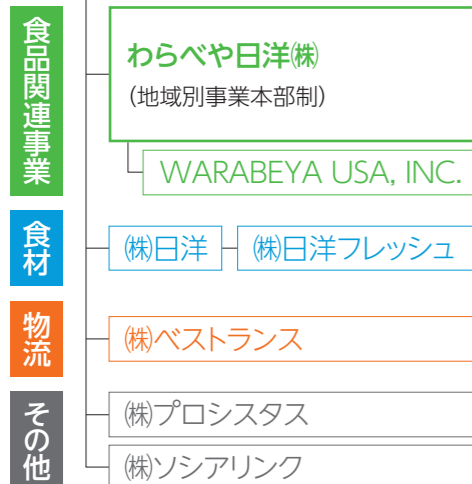 食品関連事業
わらべや日洋㈱
(地域別事業本部制)
WARABEYA USA, INC.
食材
㈱日洋
㈱日洋フレッシュ
物流
㈱ベストランス
その他
㈱プロシスタス
㈱ソシアリンク